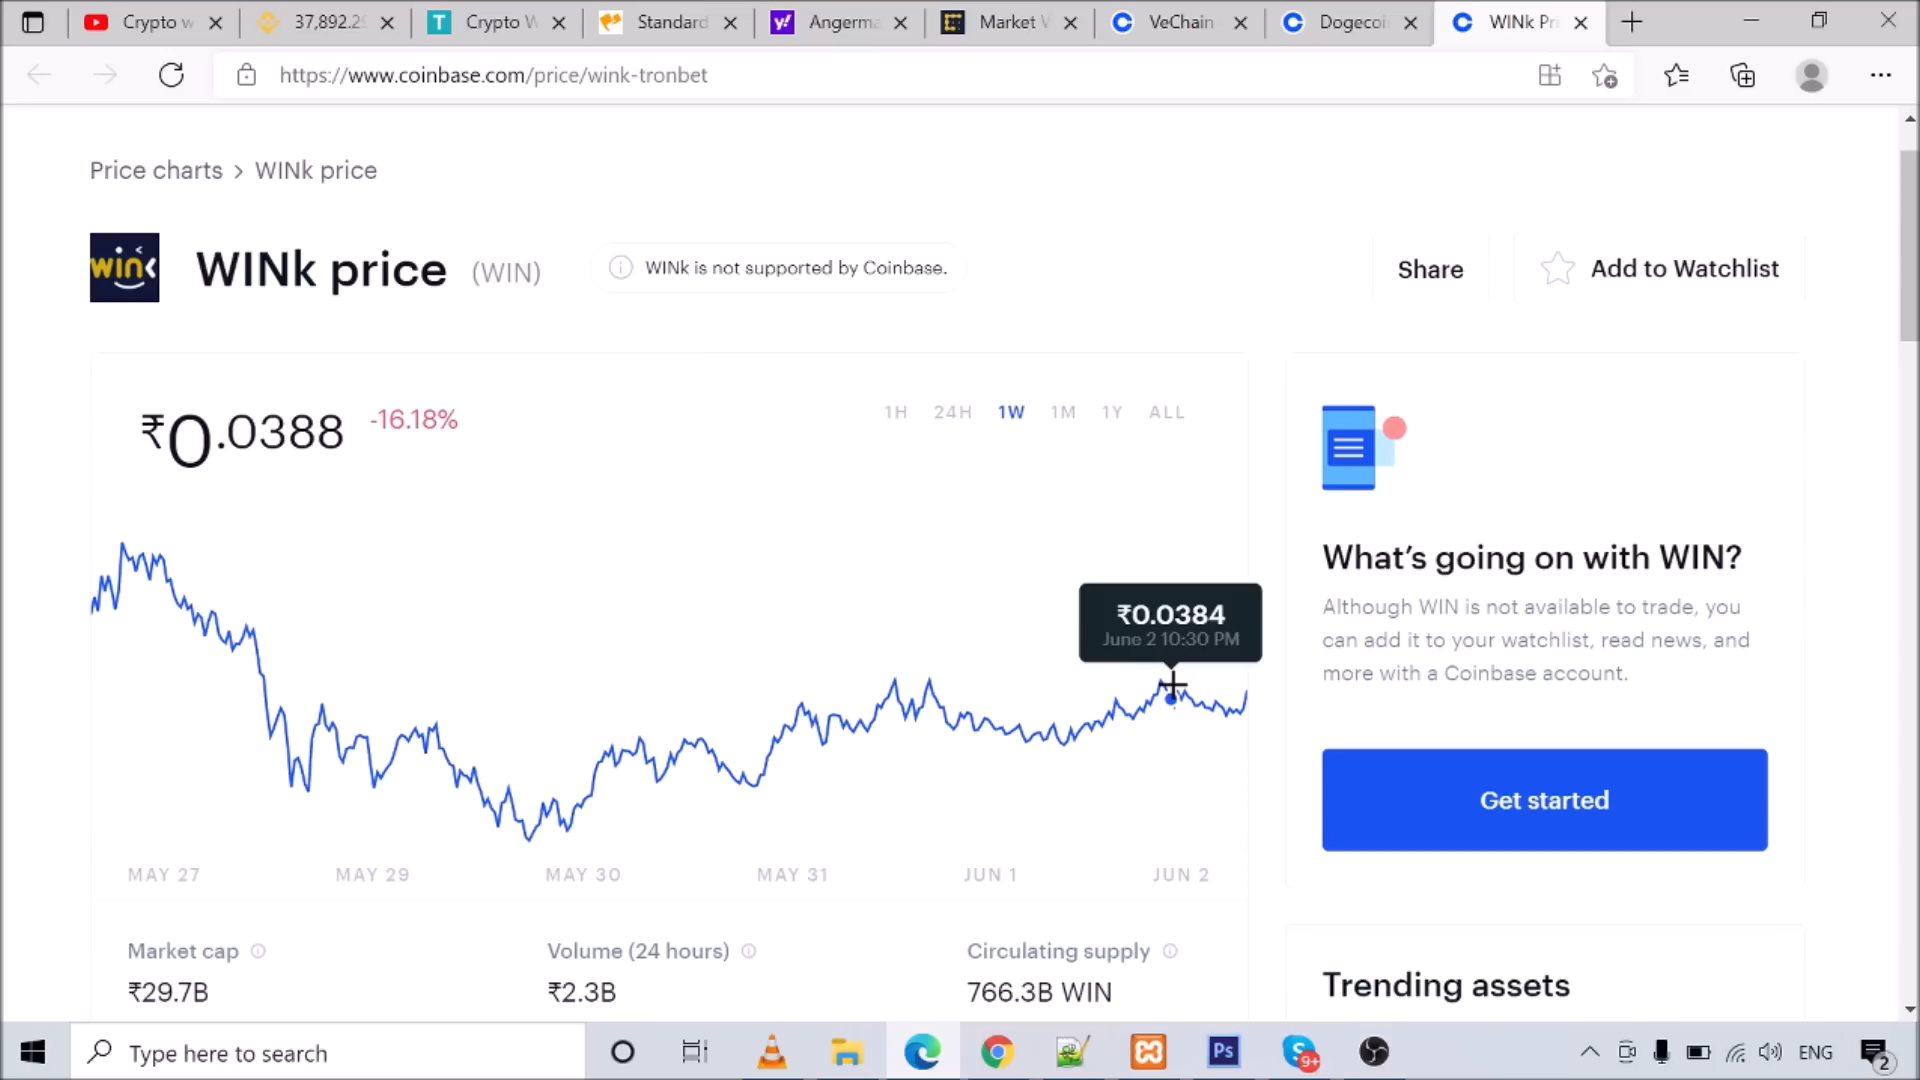 Crypto w
37,892.2
Crypto W
Standard
Angerma
Market
VeChain
Dogecoi
WINk Pri
https://www.coinbase.com/price/wink-tronbet
Price charts > WINk price
wink
WINk price (WIN)
WINk is not supported by Coinbase.
Share
Add to Watchlist
₹0.0388 -16.18%
1H 24H 1W 1M 1Y ALL
₹0.0384
June 2 10:30 PM
MAY 27 MAY 29 MAY 30 MAY 31 JUN 1 JUN 2
Market cap
₹29.7B
Volume (24 hours)
₹2.3B
Circulating supply
766.3B WIN
What's going on with WIN?
Although WIN is not available to trade, you
can add it to your watchlist, read news, and
more with a Coinbase account.
Get started
Trending assets
Type here to search
Ps
S
9+
ENG
2